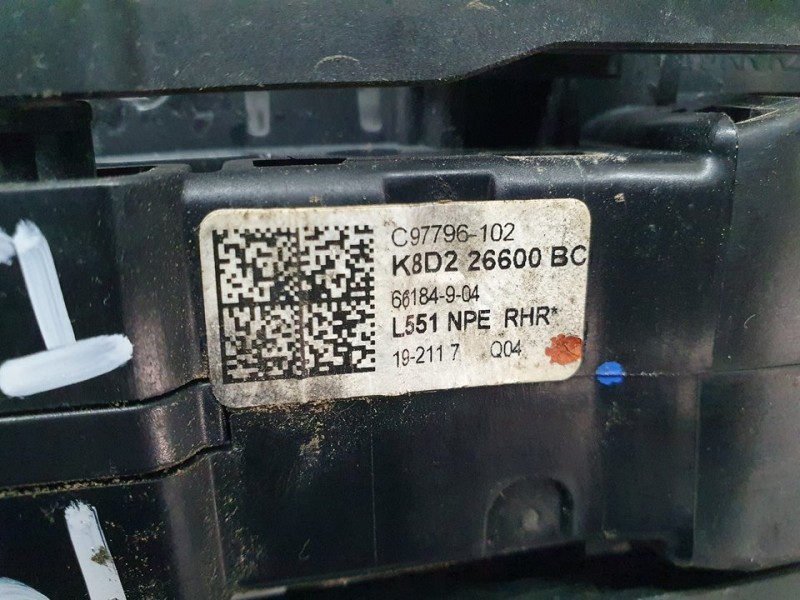 C97796-102
K8D2 26600 BC
66184-9-04
L551 NPE RHR*
19-211 7 Q04